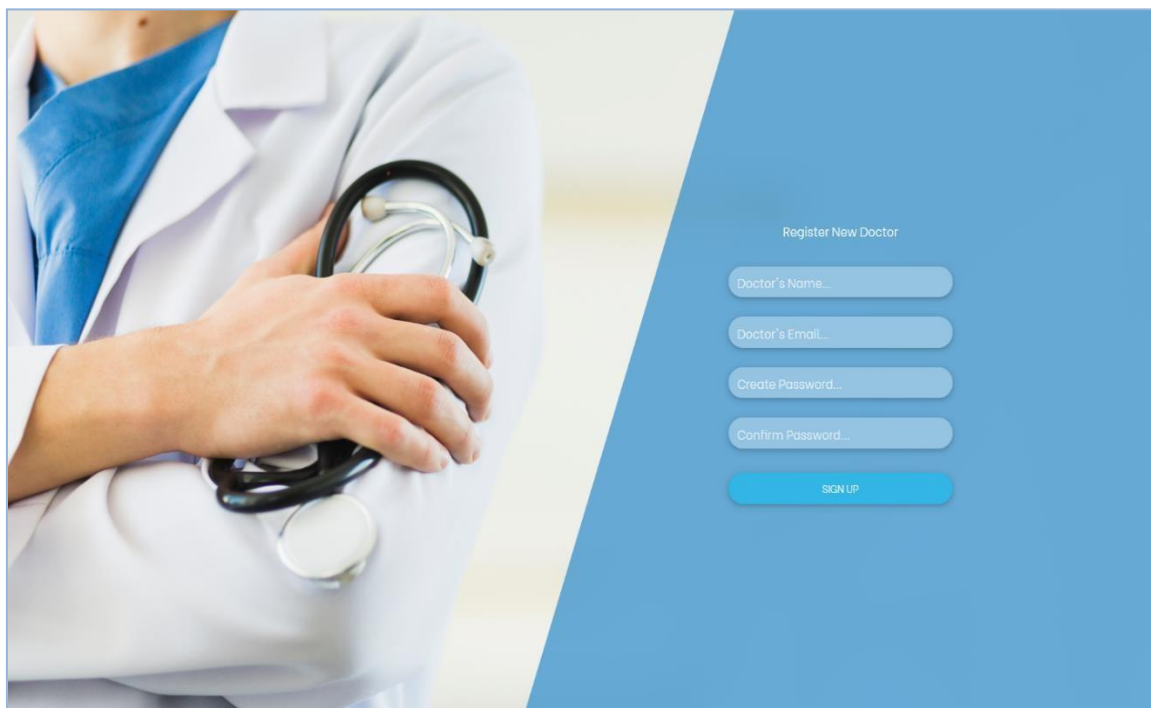 Register New Doctor
Doctor's Name...
Doctor's Email...
Create Password...
Confirm Password...
SIGN UP